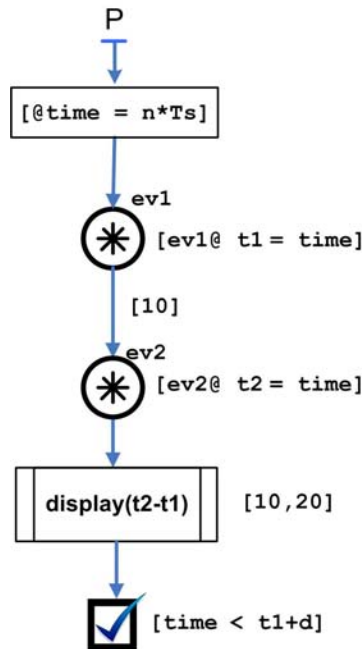 P
[@time = n*Ts]
ev1
[ev1@ t1 = time]
[10]
ev2
[ev2@ t2 = time]
display(t2-t1)
[10,20]
[time < t1+d]